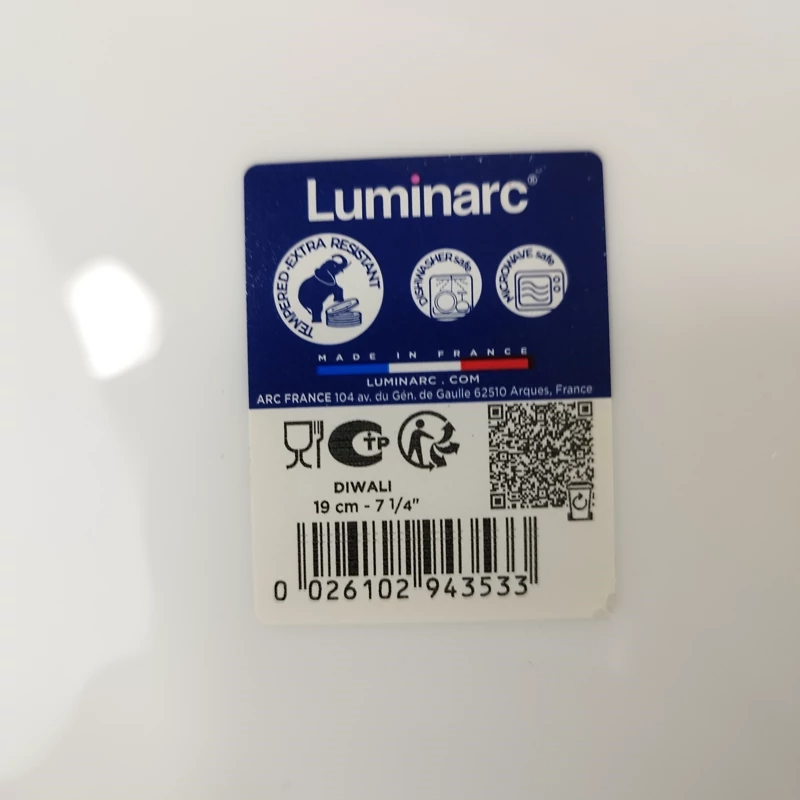 Luminarc®
TEMPERED·EXTRA RESISTANT
DISHWASHER safe
MICROWAVE safe
MADE IN FRANCE
LUMINARC . COM
ARC FRANCE 104 av. du Gén. de Gaulle 62510 Arques, France
CTP
DIWALI
19 cm - 7 1/4"
0 026102 943533